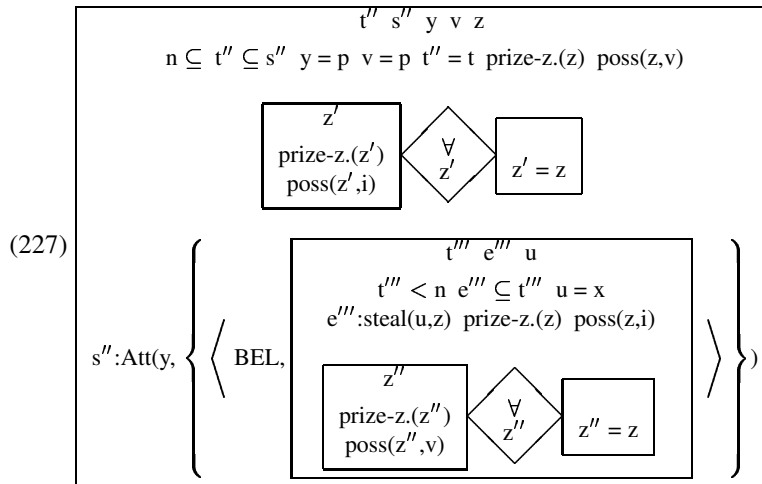 t′′ s′′ y v z
n ⊆ t′′ ⊆ s′′ y = p v = p t′′ = t prize-z.(z) poss(z,v)
z′
prize-z.(z′)
poss(z′,i)
∀
z′
z′ = z
(227)
s′′:Att(y, { ⟨ BEL,
t′′′ e′′′ u
t′′′ < n e′′′ ⊆ t′′′ u = x
e′′′:steal(u,z) prize-z.(z) poss(z,i)
z′′
prize-z.(z′′)
poss(z′′,v)
∀
z′′
z′′ = z
⟩ } )